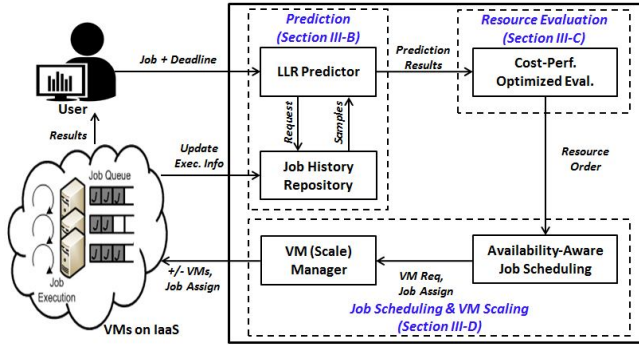 Prediction
(Section III-B)
Resource Evaluation
(Section III-C)
Job + Deadline
LLR Predictor
Prediction
Results
Cost-Perf.
Optimized Eval.
User
Request
Samples
Results
Update
Exec. Info
Job History
Repository
Resource
Order
Job Queue
J J J
J J
J J J
Job
Execution
VMs on IaaS
+/- VMs,
Job Assign
VM (Scale)
Manager
VM Req,
Job Assign
Availability-Aware
Job Scheduling
Job Scheduling & VM Scaling
(Section III-D)